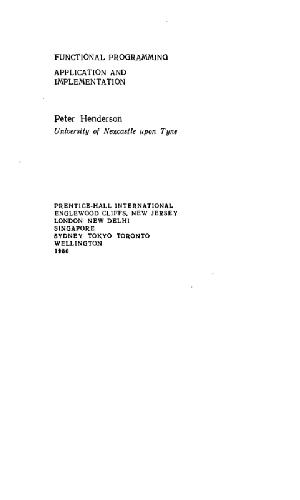 FUNCTIONAL PROGRAMMING
APPLICATION AND
IMPLEMENTATION
Peter Henderson
University of Newcastle upon Tyne
PRENTICE-HALL INTERNATIONAL
ENGLEWOOD CLIFFS, NEW JERSEY
LONDON NEW DELHI
SINGAPORE
SYDNEY TOKYO TORONTO
WELLINGTON
1980